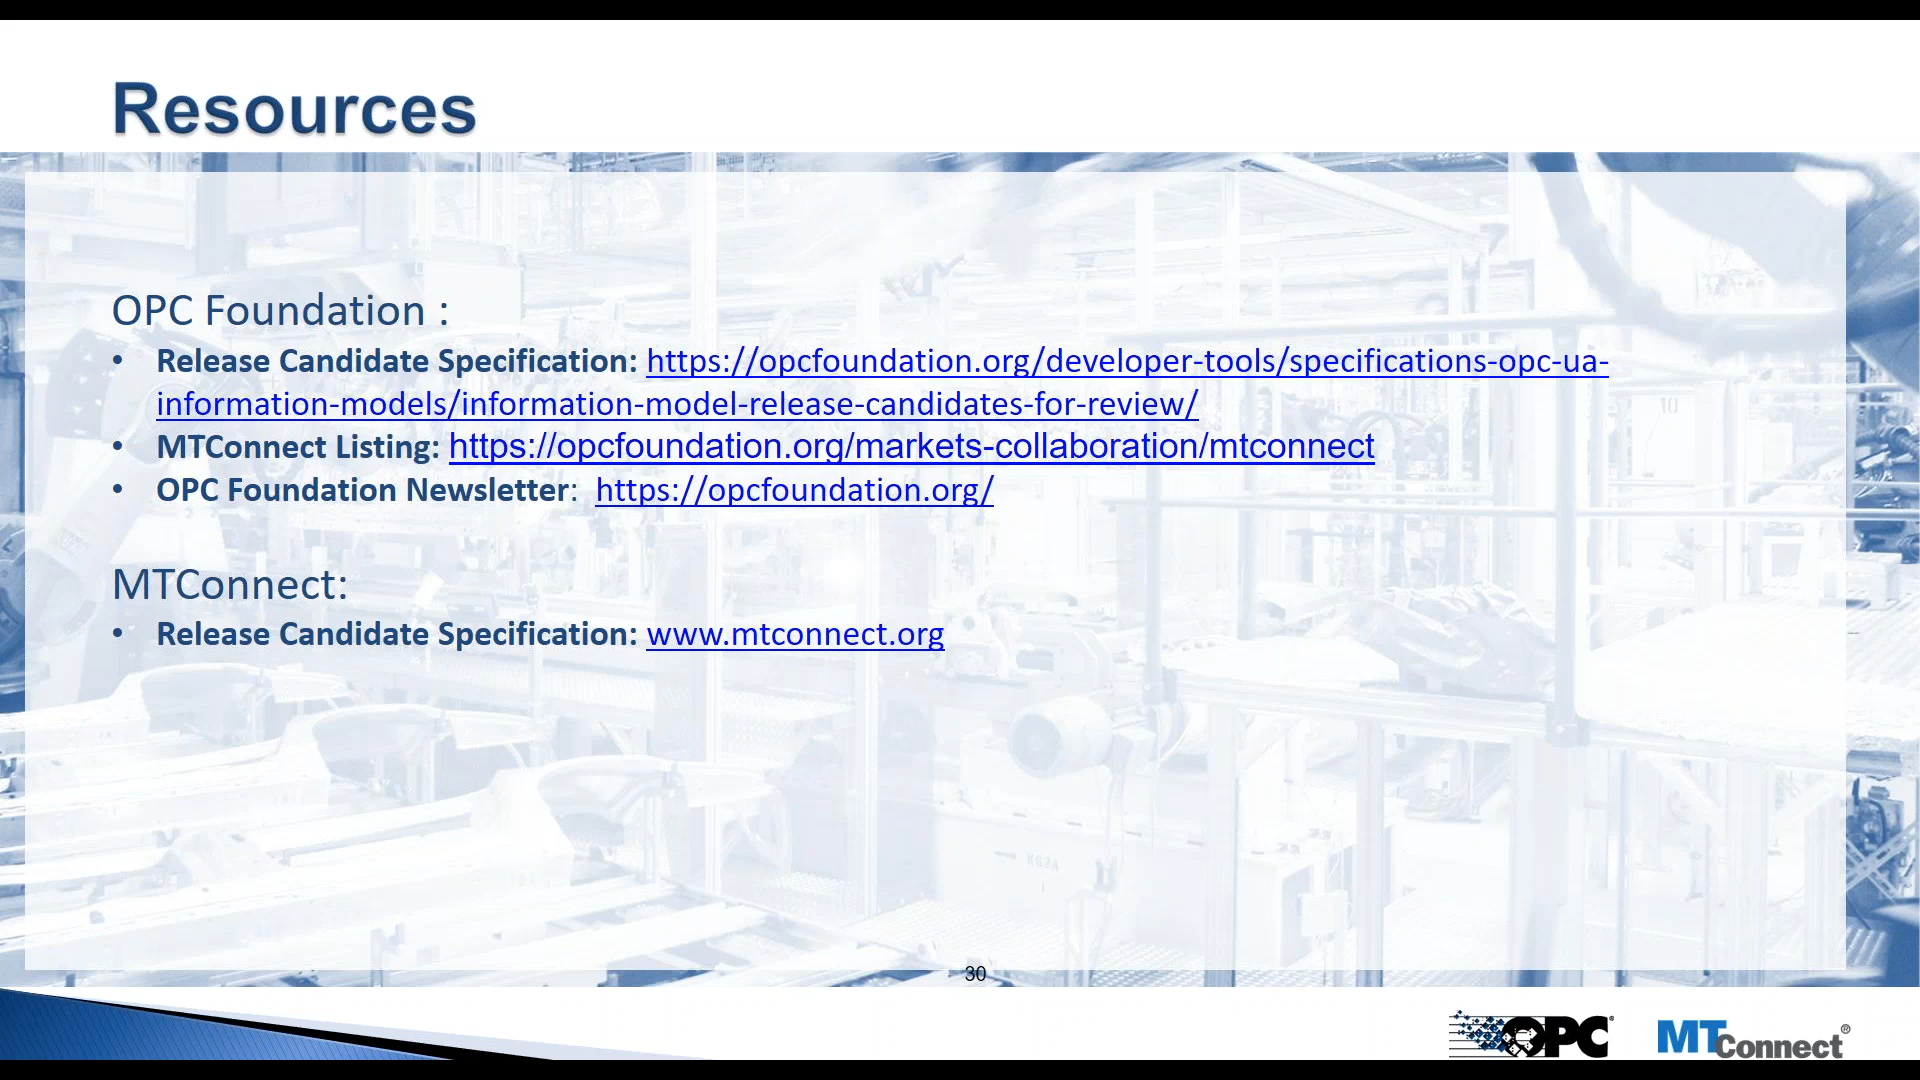 Resources
OPC Foundation :
• Release Candidate Specification: https://opcfoundation.org/developer-tools/specifications-opc-ua-
information-models/information-model-release-candidates-for-review/
• MTConnect Listing: https://opcfoundation.org/markets-collaboration/mtconnect
• OPC Foundation Newsletter:  https://opcfoundation.org/
MTConnect:
• Release Candidate Specification: www.mtconnect.org
10
K62A
30
OPC
MTConnect®